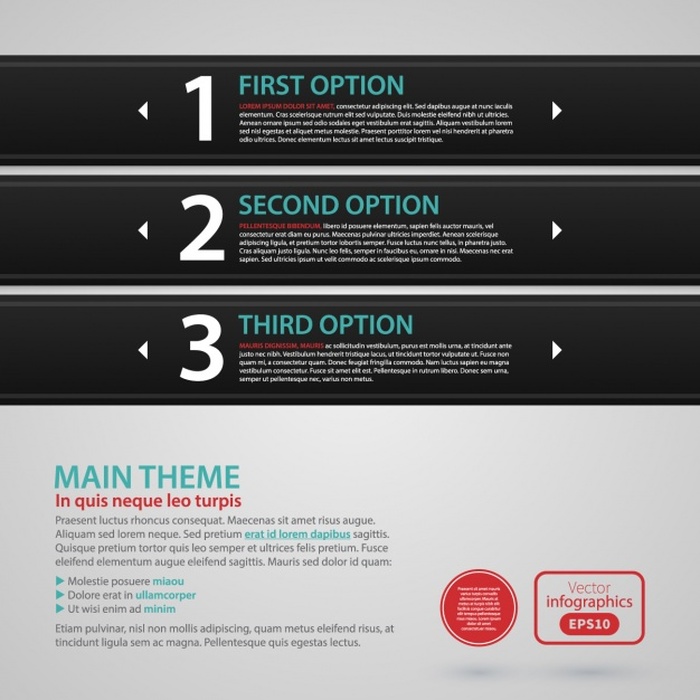 1
FIRST OPTION
LOREM IPSUM DOLOR SIT AMET, consectetur adipiscing elit. Sed dapibus augue at nunc iaculis
elementum. Cras scelerisque rutrum elit sed vulputate. Duis molestie eleifend nulla mi ultricies.
Aenean ornare ipsum sed odio sodales eget vestibulum erat sagittis. Aliquam vestibulum lorem
sed nisl egestas et aliquet metus molestie. Praesent porttitor lorem vel nisi hendrerit at pharetra
odio ultrices. Donec elementum lectus suscipit tristique.
2
SECOND OPTION
PELLENTESQUE BIBENDUM, libero id posuere elementum, sapien felis auctor mauris, vel
consectetur erat diam eu purus. Maecenas pulvinar ultricies imperdiet. Aenean scelerisque
adipiscing ligula, et pretium tortor lobortis semper. Fusce luctus nunc tellus, in pharetra justo.
Cras aliquam justo ligula. Nunc leo elit, ultrices et ipsum in, aliquet lacinia erat. Maecenas nec erat
sapien. Sed ultricies ipsum ut velit commodo ac scelerisque commodo.
3
THIRD OPTION
MAURIS DIGNISSIM, MAURIS ac sollicitudin vestibulum, purus est mollis urna, at tincidunt ante
justo nec nibh. Vestibulum hendrerit tristique lacus, ut tincidunt tortor vulputate ut. Fusce non
quam mi, a consectetur quam. Donec feugiat fringilla commodo. Nam luctus sapien eu magna
vestibulum consectetur. Fusce sit amet elit est. Pellentesque in rutrum libero. Donec sem urna,
semper ut pellentesque nec, varius non metus.
MAIN THEME
In quis neque leo turpis
Praesent luctus rhoncus consequat. Maecenas sit amet risus augue.
Aliquam sed lorem neque. Sed pretium erat id lorem dapibus sagittis.
Quisque pretium tortor quis leo semper et ultrices felis pretium. Fusce
eleifend elementum augue eleifend sagittis. Mauris sed dolor id quam:
Molestie posuere miaou
Dolore erat in ullamcorper
Ut wisi enim ad minim
Etiam pulvinar, nisl non mollis adipiscing, quam metus eleifend risus, at
tincidunt ligula sem ac magna. Pellentesque quis egestas lectus.
Vector
infographics
EPS10